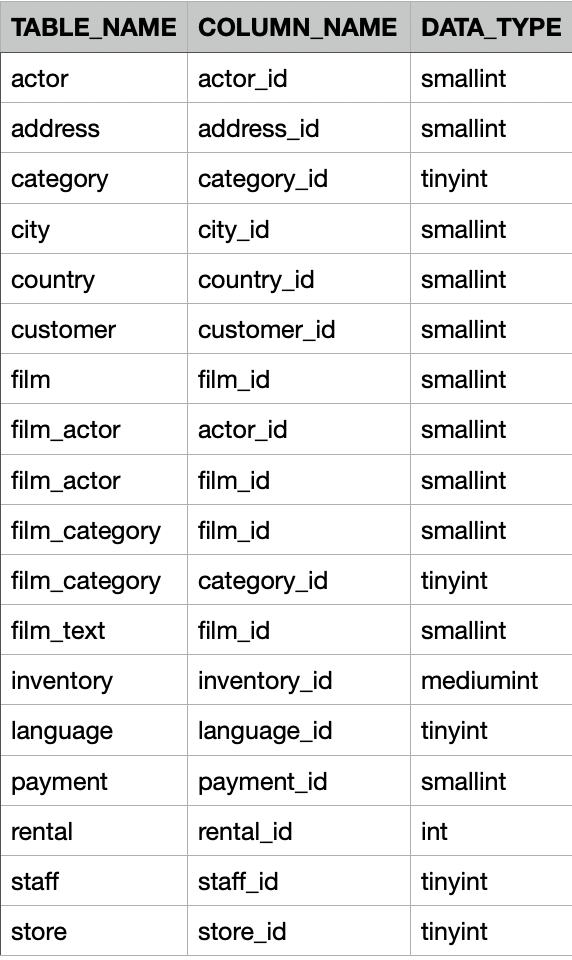 TABLE_NAME COLUMN_NAME DATA_TYPE
actor actor_id smallint
address address_id smallint
category category_id tinyint
city city_id smallint
country country_id smallint
customer customer_id smallint
film film_id smallint
film_actor actor_id smallint
film_actor film_id smallint
film_category film_id smallint
film_category category_id tinyint
film_text film_id smallint
inventory inventory_id mediumint
language language_id tinyint
payment payment_id smallint
rental rental_id int
staff staff_id tinyint
store store_id tinyint